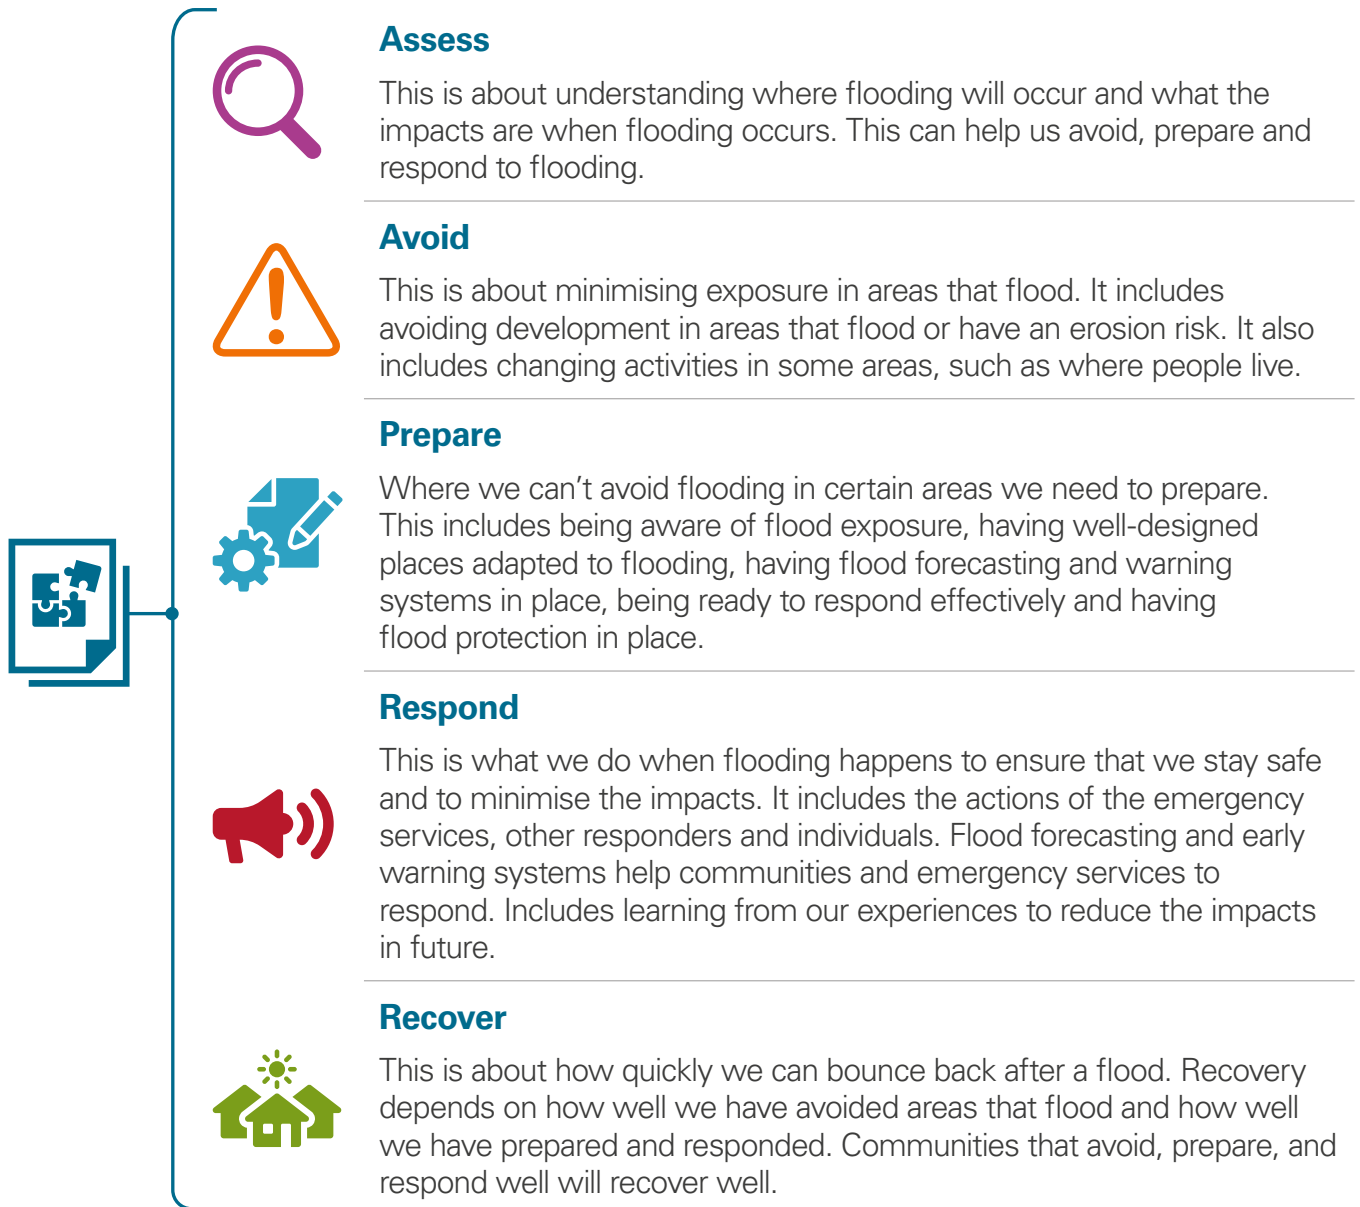 Assess
This is about understanding where flooding will occur and what the
impacts are when flooding occurs. This can help us avoid, prepare and
respond to flooding.
Avoid
This is about minimising exposure in areas that flood. It includes
avoiding development in areas that flood or have an erosion risk. It also
includes changing activities in some areas, such as where people live.
Prepare
Where we can’t avoid flooding in certain areas we need to prepare.
This includes being aware of flood exposure, having well-designed
places adapted to flooding, having flood forecasting and warning
systems in place, being ready to respond effectively and having
flood protection in place.
Respond
This is what we do when flooding happens to ensure that we stay safe
and to minimise the impacts. It includes the actions of the emergency
services, other responders and individuals. Flood forecasting and early
warning systems help communities and emergency services to
respond. Includes learning from our experiences to reduce the impacts
in future.
Recover
This is about how quickly we can bounce back after a flood. Recovery
depends on how well we have avoided areas that flood and how well
we have prepared and responded. Communities that avoid, prepare, and
respond well will recover well.